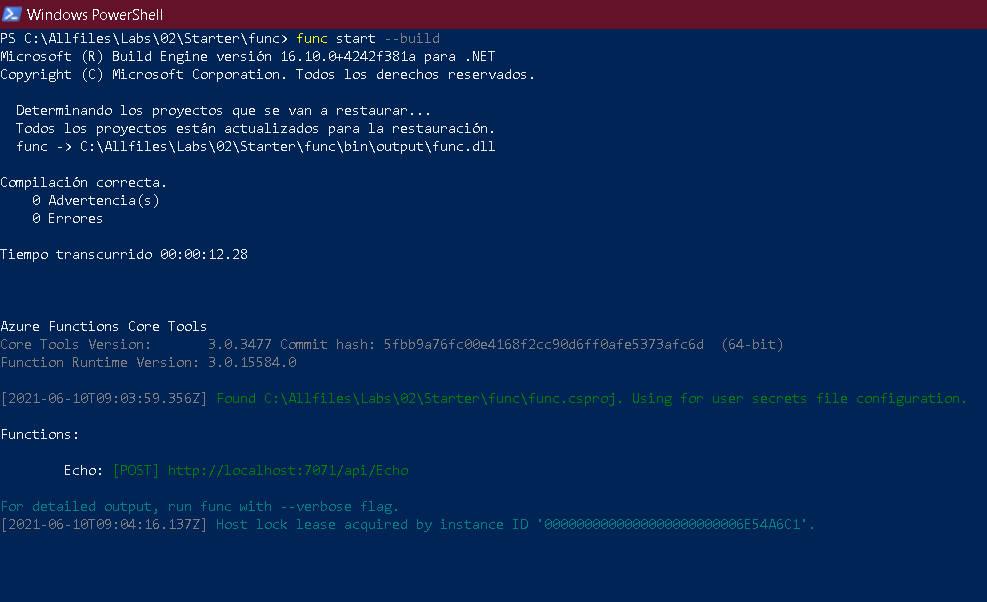 Windows PowerShell
PS C:\Allfiles\Labs\02\Starter\func> func start --build
Microsoft (R) Build Engine versión 16.10.0+4242f381a para .NET
Copyright (C) Microsoft Corporation. Todos los derechos reservados.
Determinando los proyectos que se van a restaurar...
Todos los proyectos están actualizados para la restauración.
func -> C:\Allfiles\Labs\02\Starter\func\bin\output\func.dll
Compilación correcta.
0 Advertencia(s)
0 Errores
Tiempo transcurrido 00:00:12.28
Azure Functions Core Tools
Core Tools Version: 3.0.3477 Commit hash: 5fbb9a76fc00e4168f2cc90d6ff0afe5373afc6d (64-bit)
Function Runtime Version: 3.0.15584.0
[2021-06-10T09:03:59.356Z] Found C:\Allfiles\Labs\02\Starter\func\func.csproj. Using for user secrets file configuration.
Functions:
Echo: [POST] http://localhost:7071/api/Echo
For detailed output, run func with --verbose flag.
[2021-06-10T09:04:16.137Z] Host lock lease acquired by instance ID '0000000000000000000000006E54A6C1'.